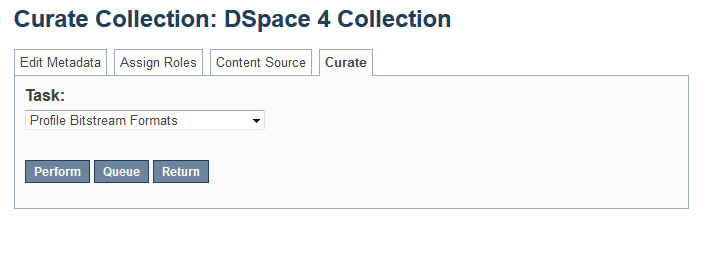 Curate Collection: DSpace 4 Collection
Edit Metadata Assign Roles Content Source Curate
Task:
Profile Bitstream Formats
Perform Queue Return